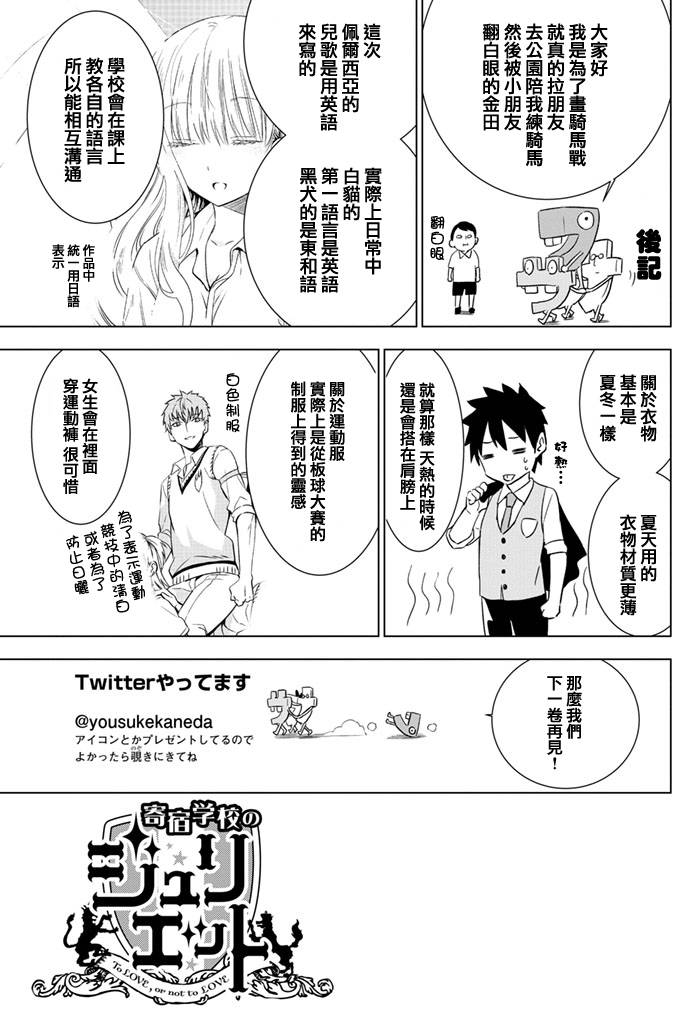 大家好
我是為了畫騎馬戰
就真的拉朋友
去公園陪我練騎馬
然後被小朋友
翻白眼的金田
後記
翻白眼
這次
佩爾西亞的
兒歌是用英語
來寫的
實際上日常中
白貓的
第一語言是英語
黑犬的是東和語
學校會在課上
教各自的語言
所以能相互溝通
作品中
統一用日語
表示
關於衣物
基本是
夏冬一樣
夏天用的
衣物材質更薄
好熱…
就算那樣 天熱的時候
還是會搭在肩膀上
關於運動服
實際上是從板球大賽的
制服上得到的靈感
白色制服
為了表示運動
競技中的清白
或者為了
防止日曬
女生會在裡面
穿運動褲 很可惜
那麼我們
下一卷再見！
Twitterやってます
@yousukekaneda
アイコンとかプレゼントしてるので
よかったら覗きにきてね
寄宿学校の
ジュリエット
To LOVE, or not to LOVE